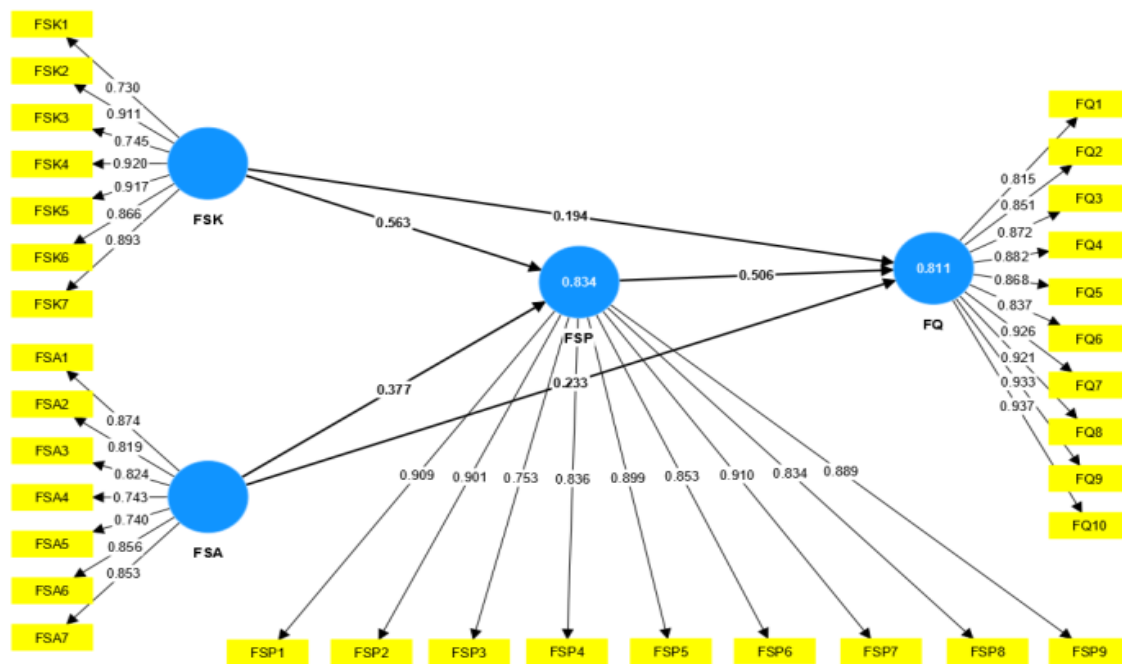 FSK1
FSK2
FSK3
FSK4
FSK5
FSK6
FSK7
0.730
0.911
0.745
0.920
0.917
0.866
0.893
FSK
FSA1
FSA2
FSA3
FSA4
FSA5
FSA6
FSA7
0.874
0.819
0.824
0.743
0.740
0.856
0.853
FSA
0.563
0.194
0.377
0.233
0.506
0.834
FSP
0.909
0.901
0.753
0.836
0.899
0.853
0.910
0.834
0.889
FSP1
FSP2
FSP3
FSP4
FSP5
FSP6
FSP7
FSP8
FSP9
0.811
FQ
0.815
0.851
0.872
0.882
0.868
0.837
0.926
0.921
0.933
0.937
FQ1
FQ2
FQ3
FQ4
FQ5
FQ6
FQ7
FQ8
FQ9
FQ10